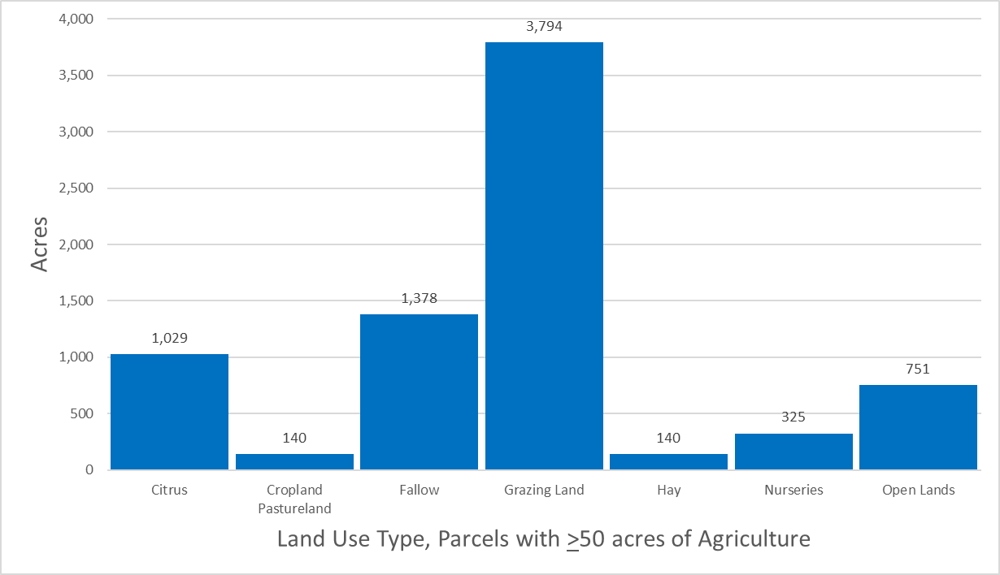 4,000
3,500
3,000
2,500
2,000
1,500
1,000
500
0
Acres
1,029
140
1,378
3,794
140
325
751
Citrus
Cropland
Pastureland
Fallow
Grazing Land
Hay
Nurseries
Open Lands
Land Use Type, Parcels with >50 acres of Agriculture